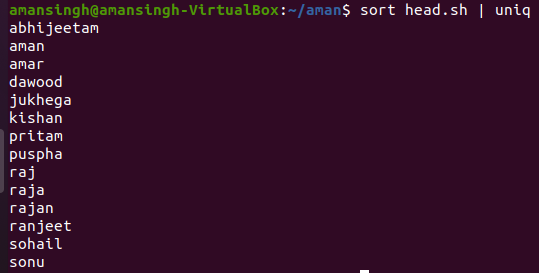 amansingh@amansingh-VirtualBox:~/aman$ sort head.sh | uniq
abhijeetam
aman
amar
dawood
jukhega
kishan
pritam
puspha
raj
raja
rajan
ranjeet
sohail
sonu